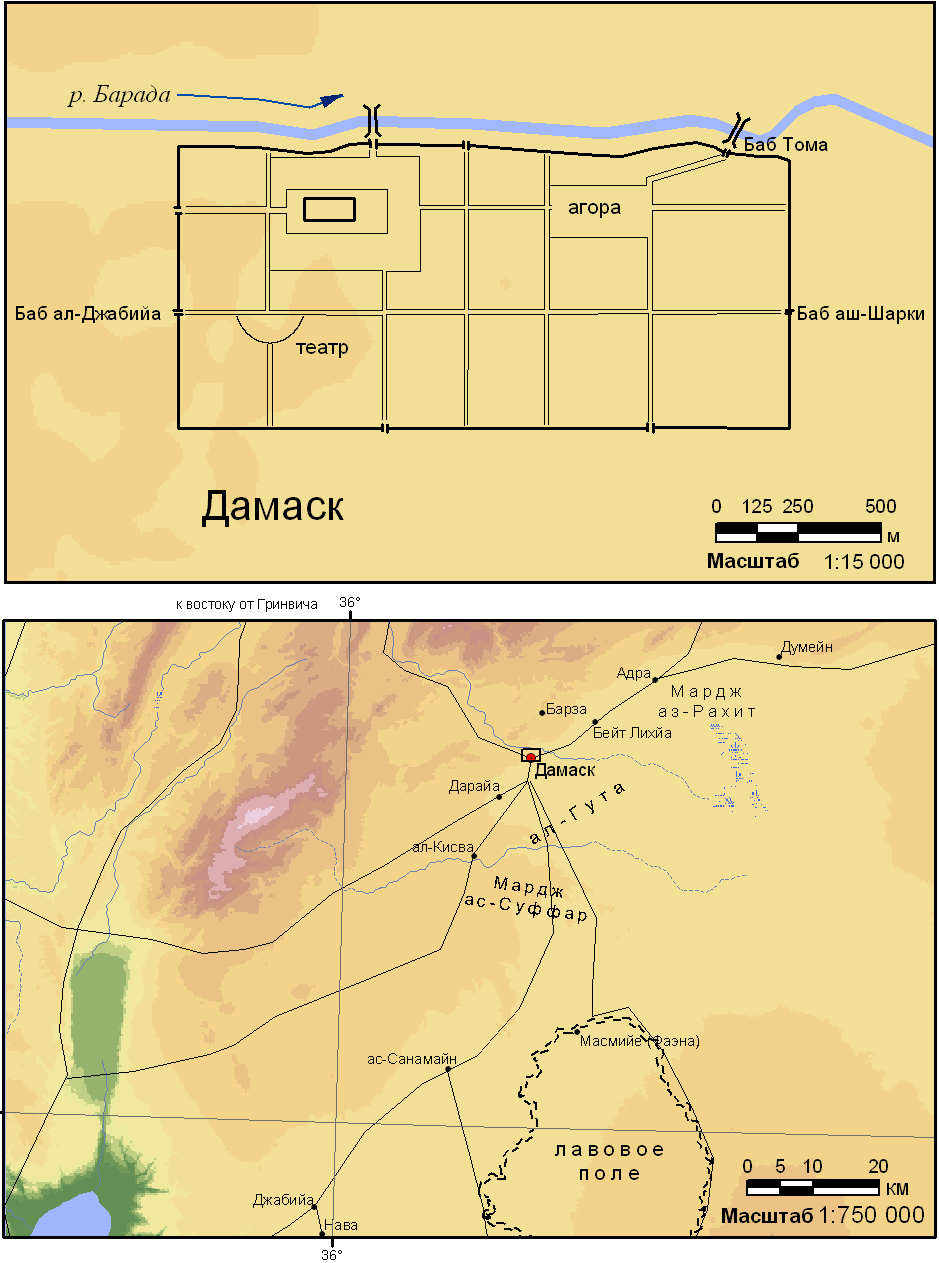 р. Барада
Баб Тома
агора
Баб ал-Джабийа
Баб аш-Шарки
театр
Дамаск
0 125 250 500
м
Масштаб 1:15 000
к востоку от Гринвича 36°
Думейн
Адра
Мардж
аз-Рахит
Барза
Бейт Лихйа
Дамаск
Дарайа
ал-Гута
ал-Кисва
Мардж
ас-Суффар
Масмийе (Фаэна)
ас-Санамайн
лавовое
поле
0 5 10 20
км
Масштаб 1:750 000
Джабийа
Нава
36°